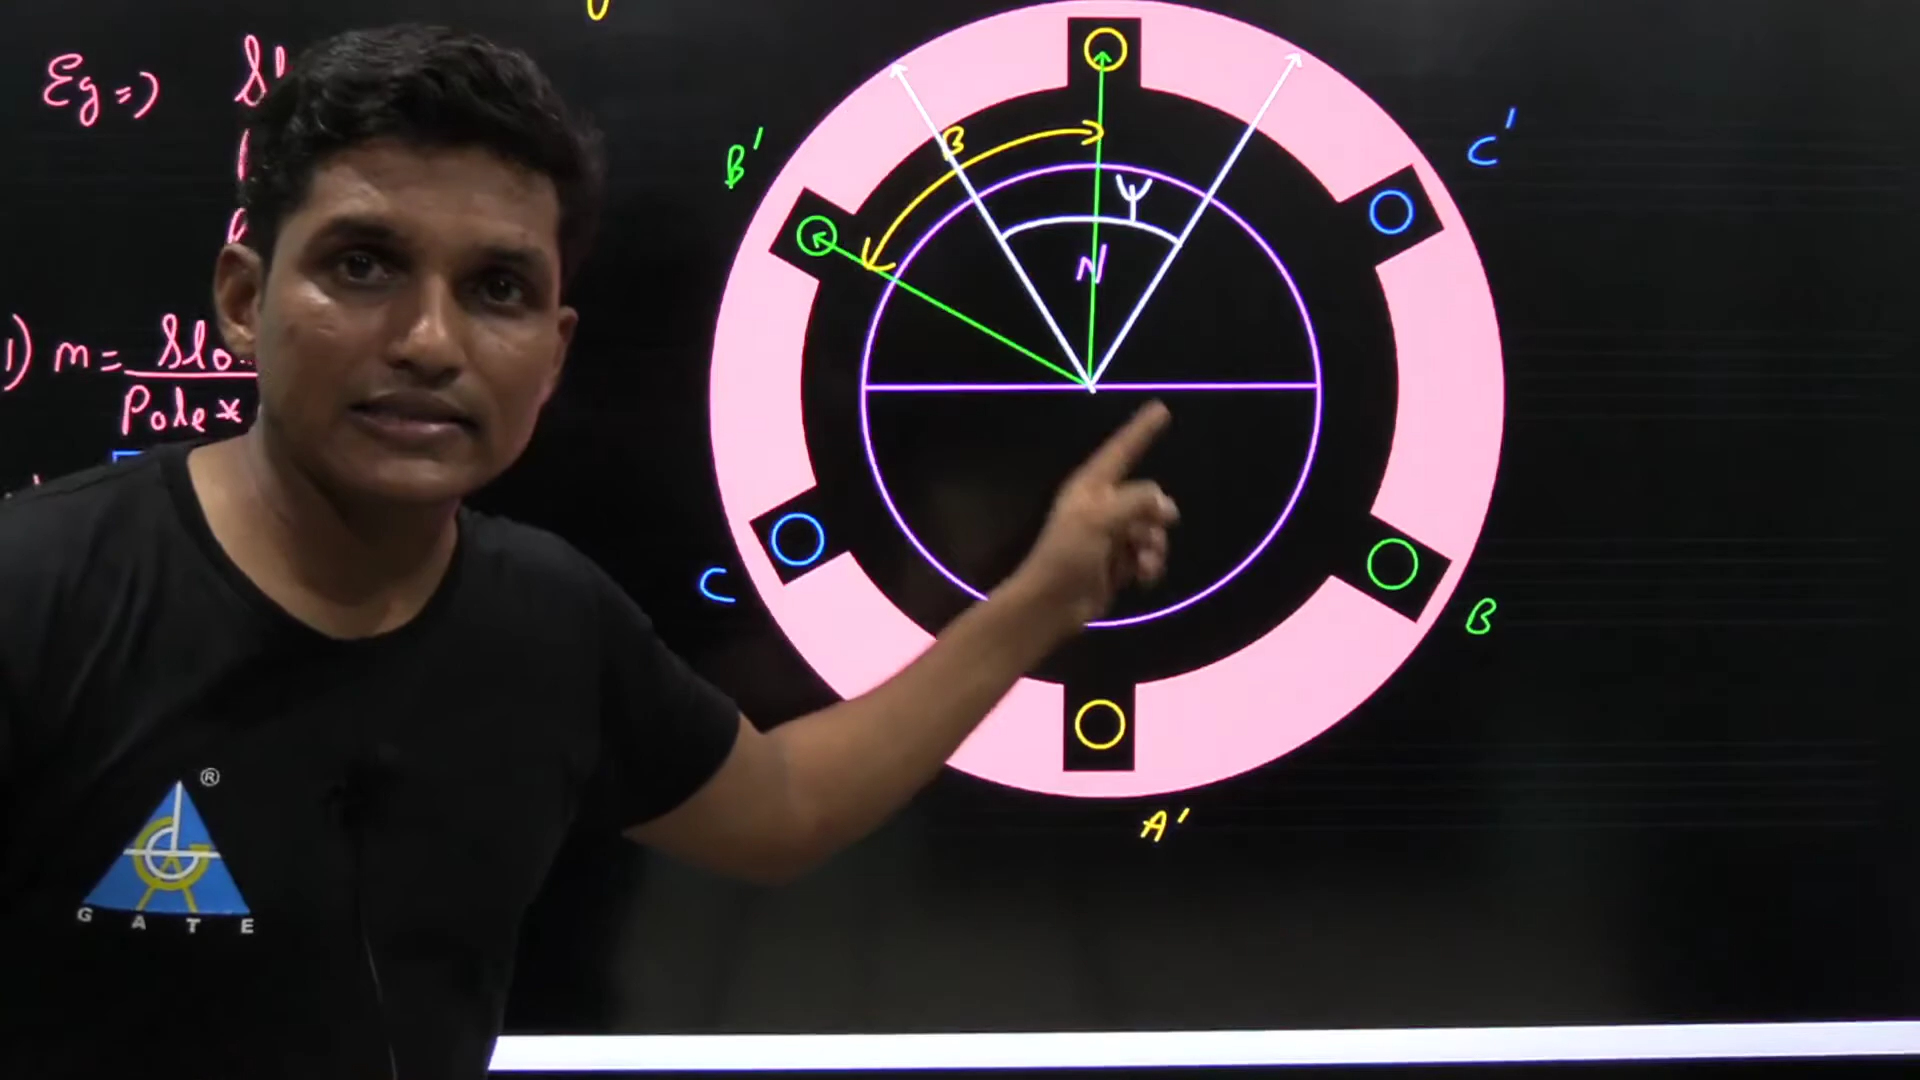 Eg =>
1) m = Slo
Pole *
B'
C'
β
Ψ
N
C
B
A'
®
GATE